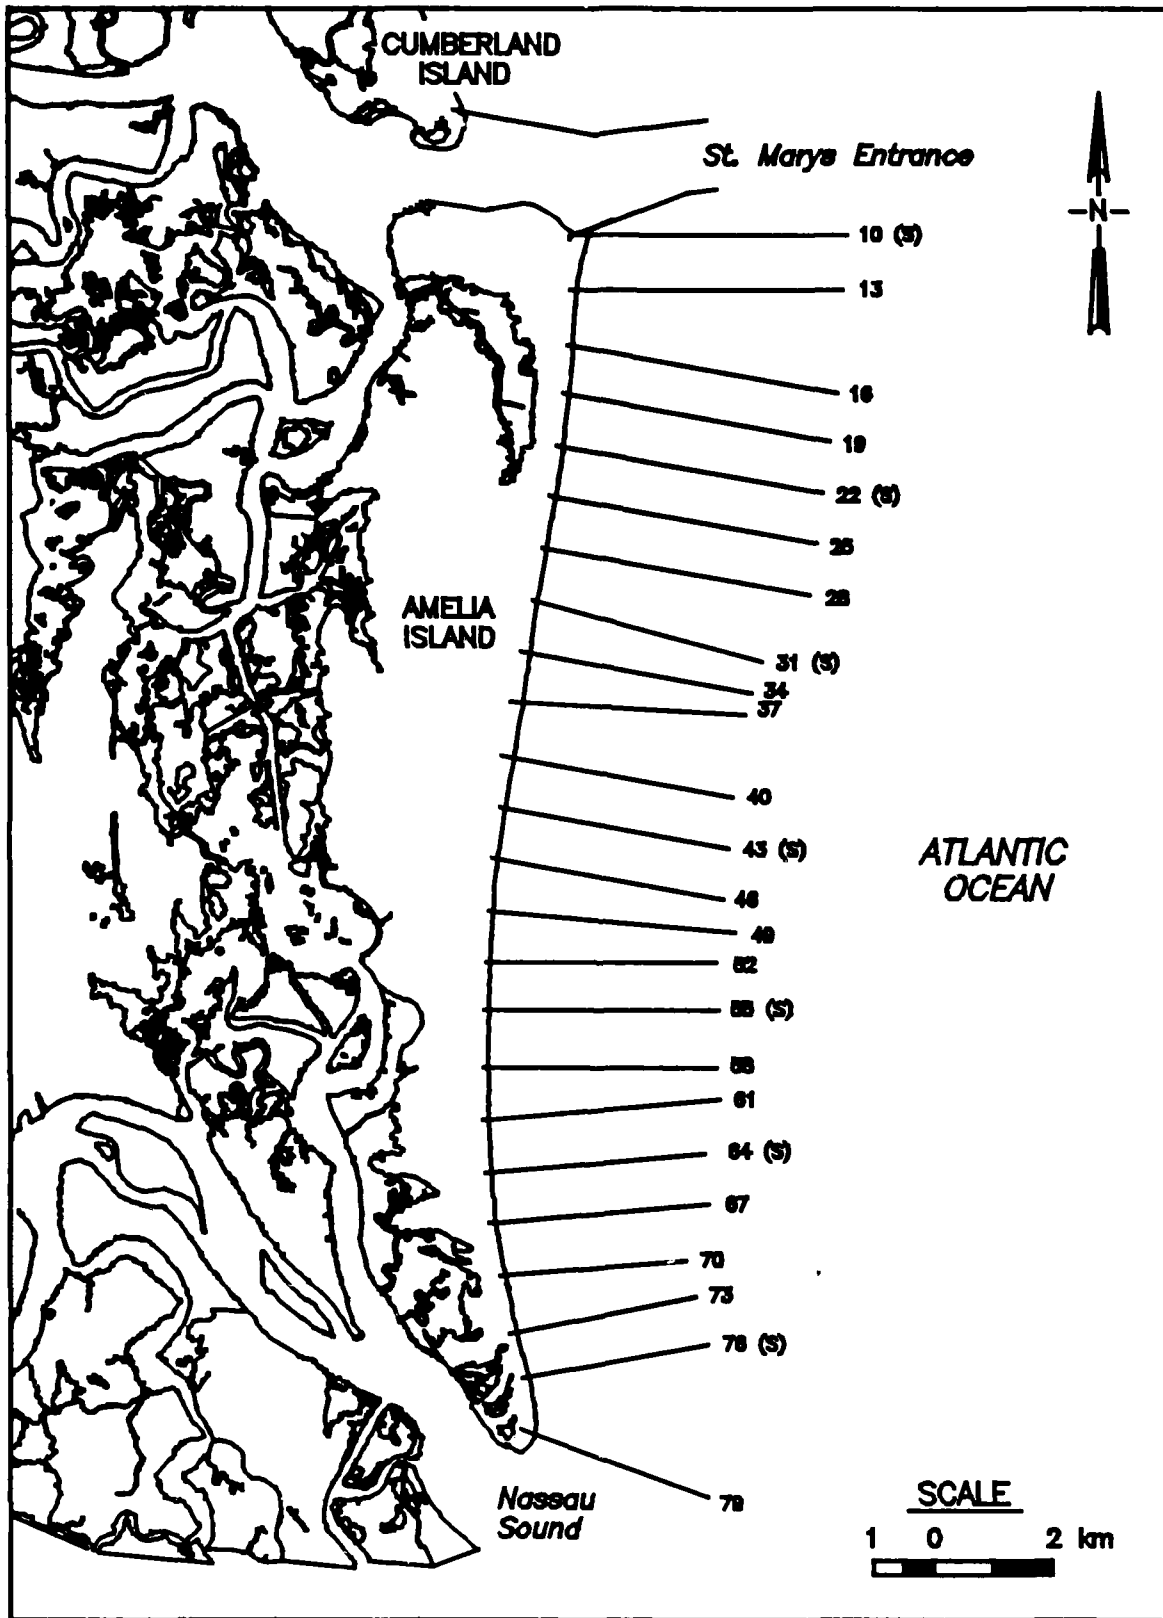 CUMBERLAND
ISLAND
St. Marys Entrance
N
10 (S)
13
16
19
22 (S)
25
28
AMELIA
ISLAND
31 (S)
34
37
40
43 (S)
46
49
ATLANTIC
OCEAN
52
55 (S)
58
61
64 (S)
67
70
73
76 (S)
79
Nassau
Sound
SCALE
1 0 2 km